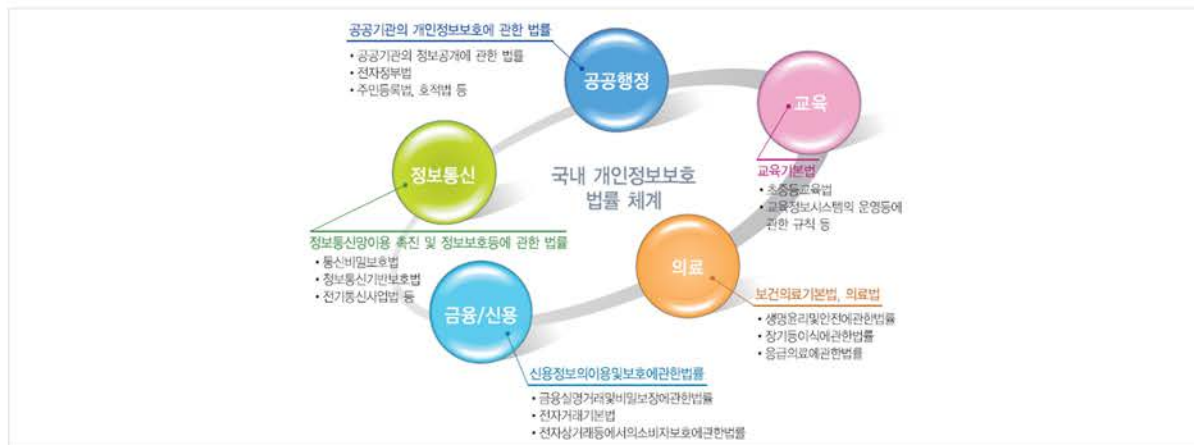 공공기관의 개인정보보호에 관한 법률
• 공공기관의 정보공개에 관한 법률
• 전자정부법
• 주민등록법, 호적법 등
공공행정
교육
교육기본법
• 초중등교육법
• 교육정보시스템의 운영등에
관한 규칙 등
정보통신
국내 개인정보보호
법률 체계
정보통신망이용 촉진 및 정보보호등에 관한 법률
• 통신비밀보호법
• 정보통신기반보호법
• 전기통신사업법 등
의료
보건의료기본법, 의료법
• 생명윤리및안전에관한법률
• 장기등이식에관한법률
• 응급의료에관한법률
금융/신용
신용정보의이용및보호에관한법률
• 금융실명거래및비밀보장에관한법률
• 전자거래기본법
• 전자상거래등에서의소비자보호에관한법률